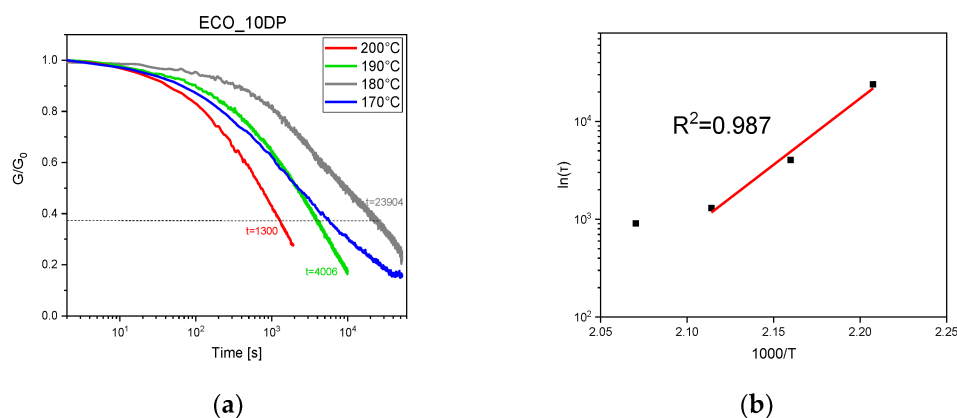 ECO_10DP
200°C
190°C
180°C
170°C
1.0
0.8
0.6
0.4
0.2
0.0
G/G0
t=23904
t=1300
t=4006
10¹
10²
10³
10⁴
Time [s]
(a)
10⁴
10³
10²
ln(τ)
R²=0.987
2.05
2.10
2.15
2.20
2.25
1000/T
(b)